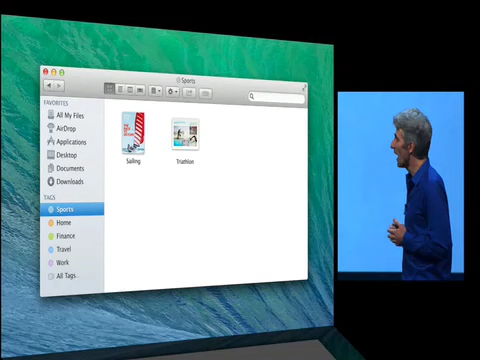 Sports
FAVORITES
All My Files
AirDrop
Applications
Desktop
Documents
Downloads
TAGS
Sports
Home
Finance
Travel
Work
All Tags...
Sailing
Triathlon